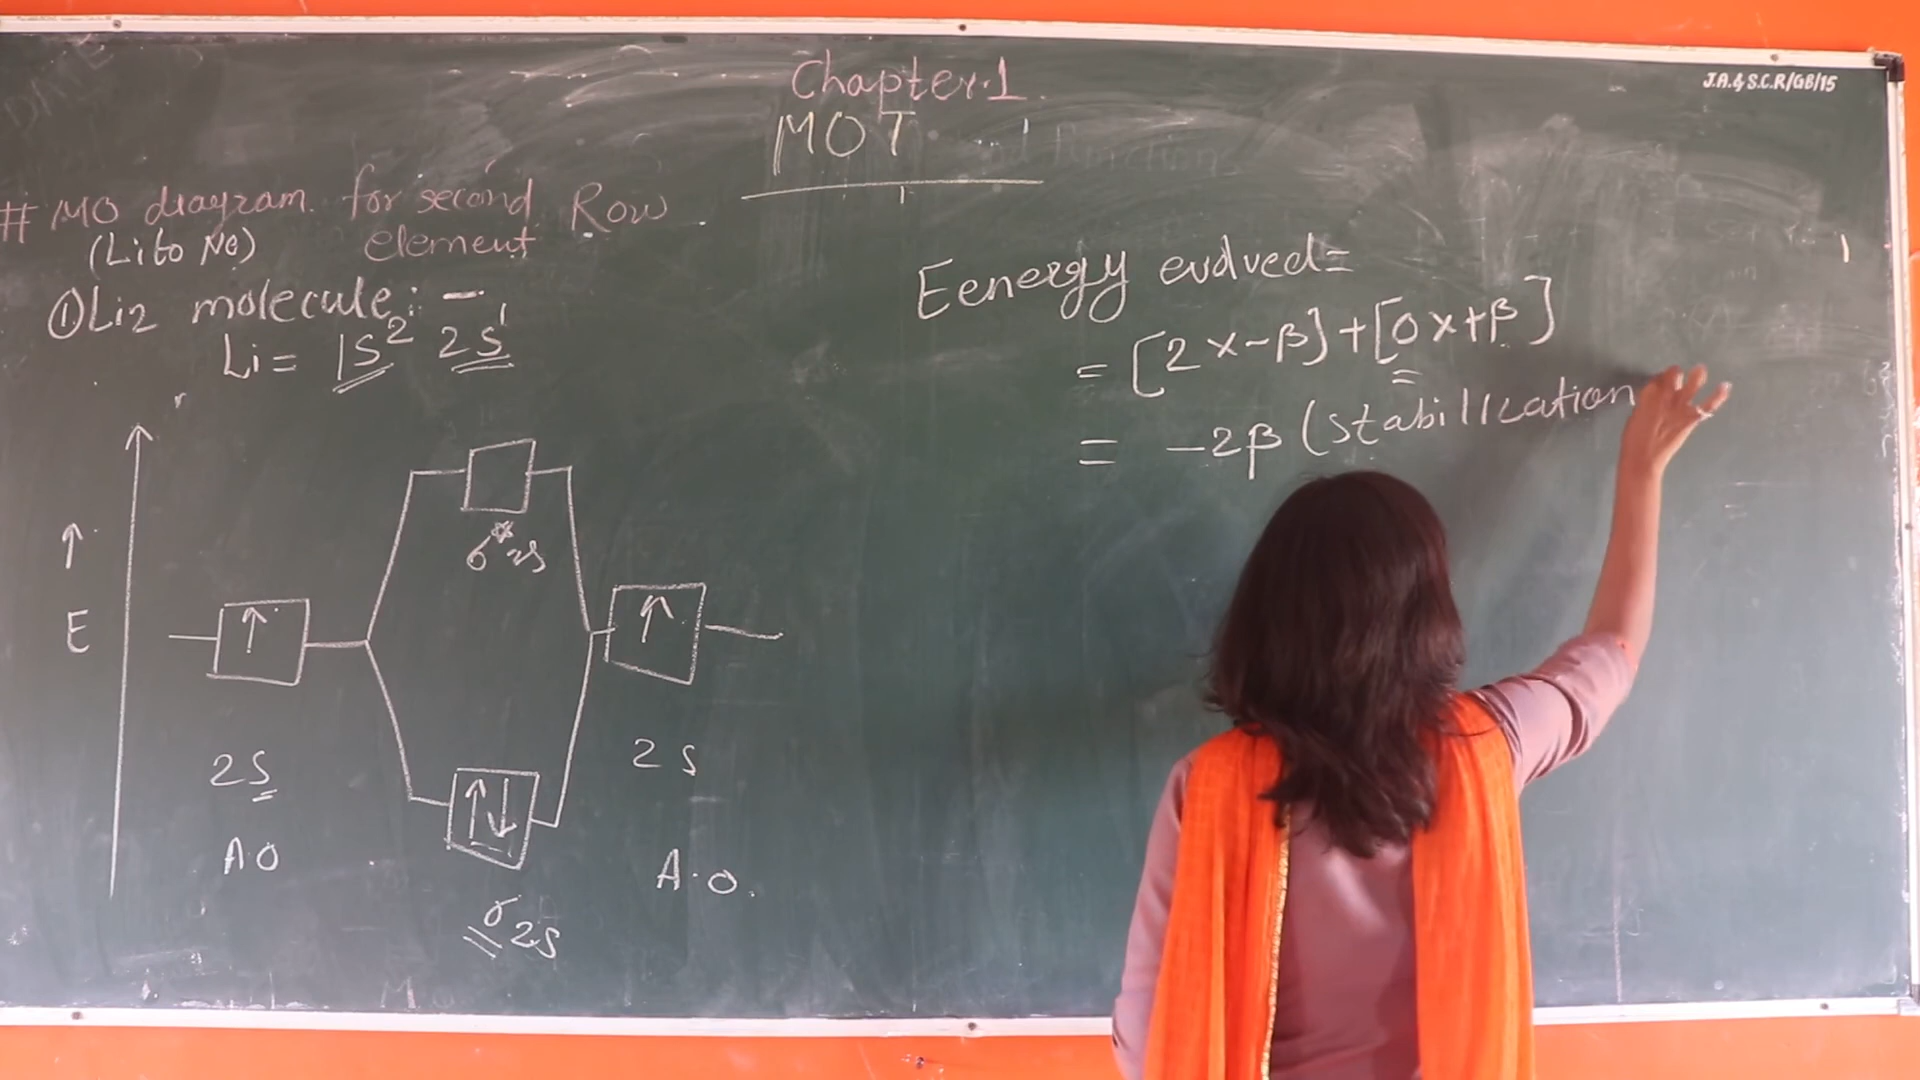 J.A.& S.C.R/GB/15
Chapter.1
MOT
# MO diagram. for second Row
(Li to Ne) element
① Li2 molecule: -
Li = 1S² 2S¹
↑
E
σ*2s
↑
↑
2S
2S
↑↓
A.O
A.O.
σ2S
Eenergy evolved =
= [2 x - β] + [0 x + β]
= -2β (Stabilization